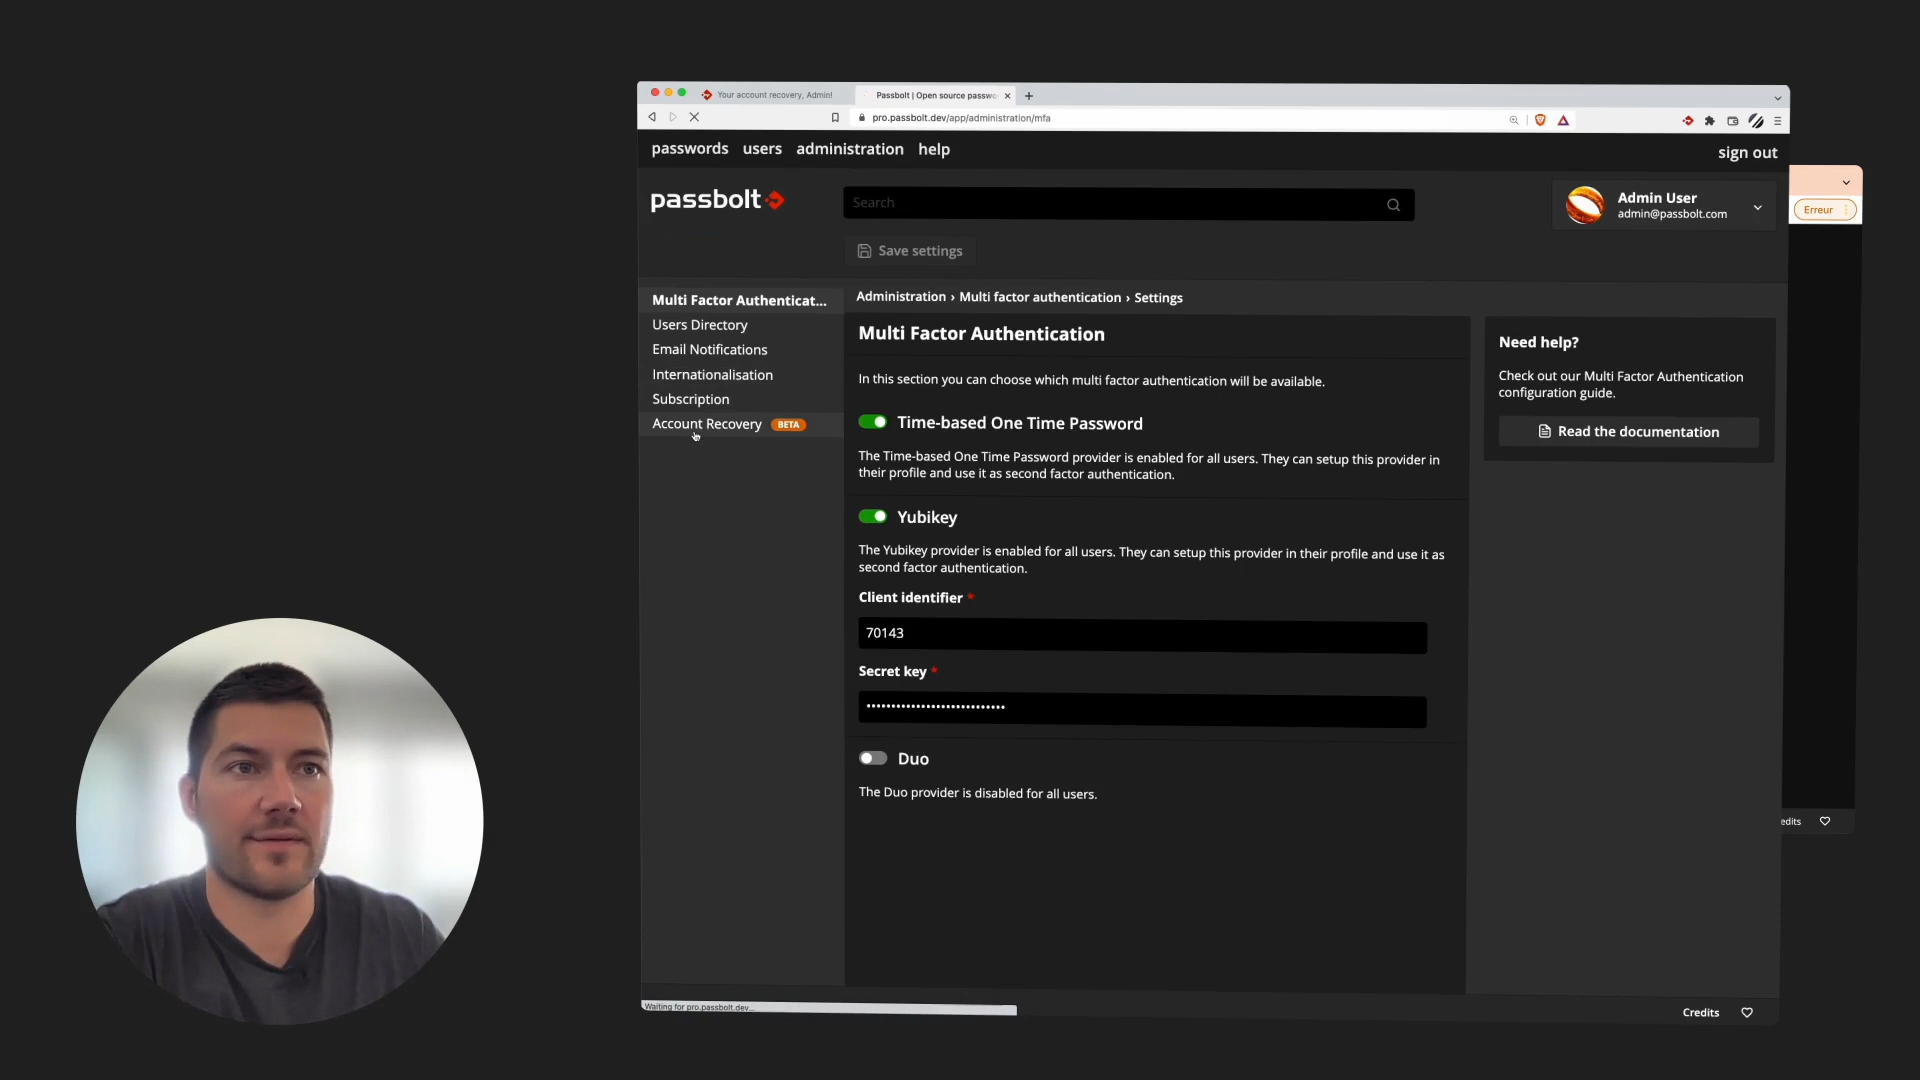 Your account recovery, Admin!
Passbolt | Open source passwo
pro.passbolt.dev/app/administration/mfa
passwords users administration help
sign out
passbolt
Search
Admin User
admin@passbolt.com
Erreur
Save settings
Multi Factor Authenticat...
Users Directory
Email Notifications
Internationalisation
Subscription
Account Recovery BETA
Administration › Multi factor authentication › Settings
Multi Factor Authentication
In this section you can choose which multi factor authentication will be available.
Time-based One Time Password
The Time-based One Time Password provider is enabled for all users. They can setup this provider in
their profile and use it as second factor authentication.
Yubikey
The Yubikey provider is enabled for all users. They can setup this provider in their profile and use it as
second factor authentication.
Client identifier *
70143
Secret key *
••••••••••••••••••••••••••••
Duo
The Duo provider is disabled for all users.
Need help?
Check out our Multi Factor Authentication
configuration guide.
Read the documentation
edits
Waiting for pro.passbolt.dev...
Credits